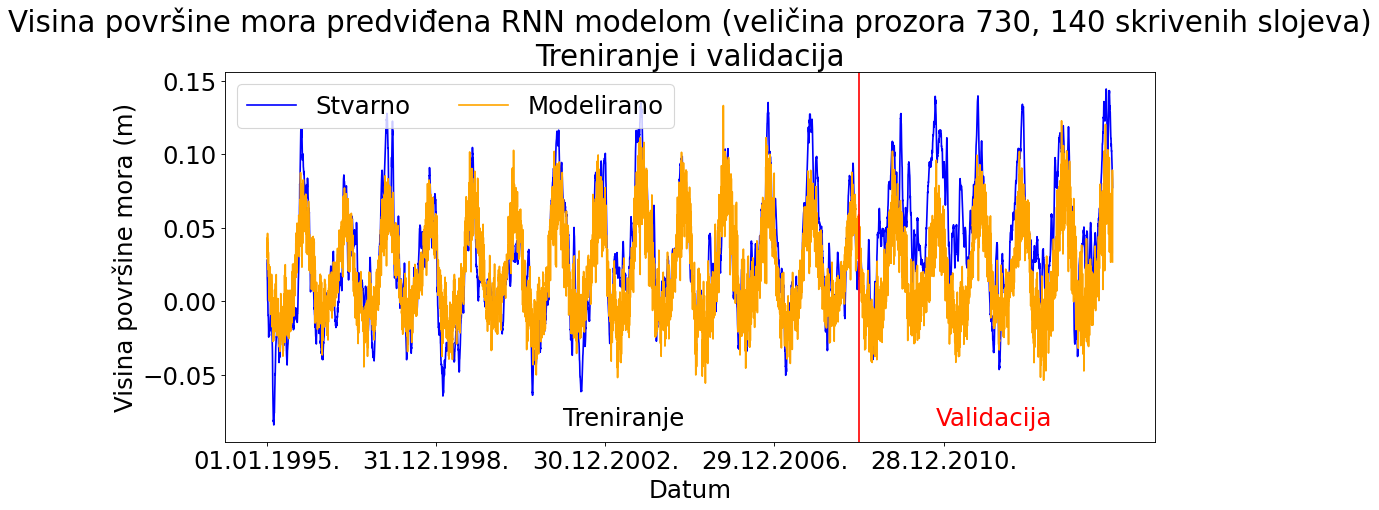 Visina površine mora predviđena RNN modelom (veličina prozora 730, 140 skrivenih slojeva)
Treniranje i validacija
Stvarno
Modelirano
Visina površine mora (m)
0.15
0.10
0.05
0.00
−0.05
Treniranje
Validacija
01.01.1995.
31.12.1998.
30.12.2002.
29.12.2006.
28.12.2010.
Datum